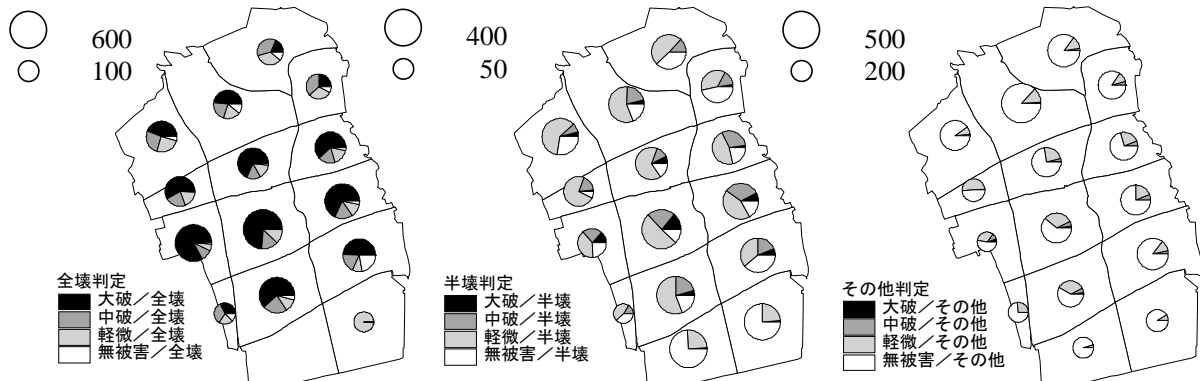 600
100
全壊判定
大破／全壊
中破／全壊
軽微／全壊
無被害／全壊
400
50
半壊判定
大破／半壊
中破／半壊
軽微／半壊
無被害／半壊
500
200
その他判定
大破／その他
中破／その他
軽微／その他
無被害／その他